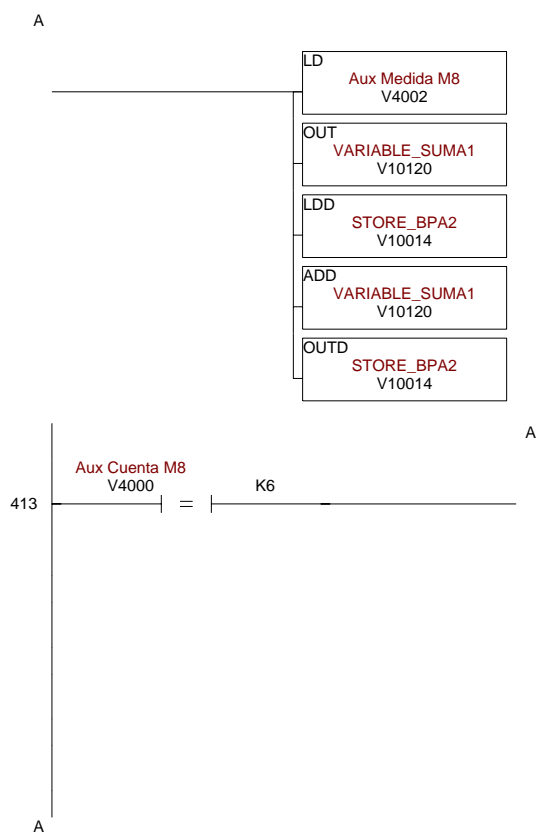 A
LD
Aux Medida M8
V4002
OUT
VARIABLE_SUMA1
V10120
LDD
STORE_BPA2
V10014
ADD
VARIABLE_SUMA1
V10120
OUTD
STORE_BPA2
V10014
A
Aux Cuenta M8
413 V4000 = K6
A